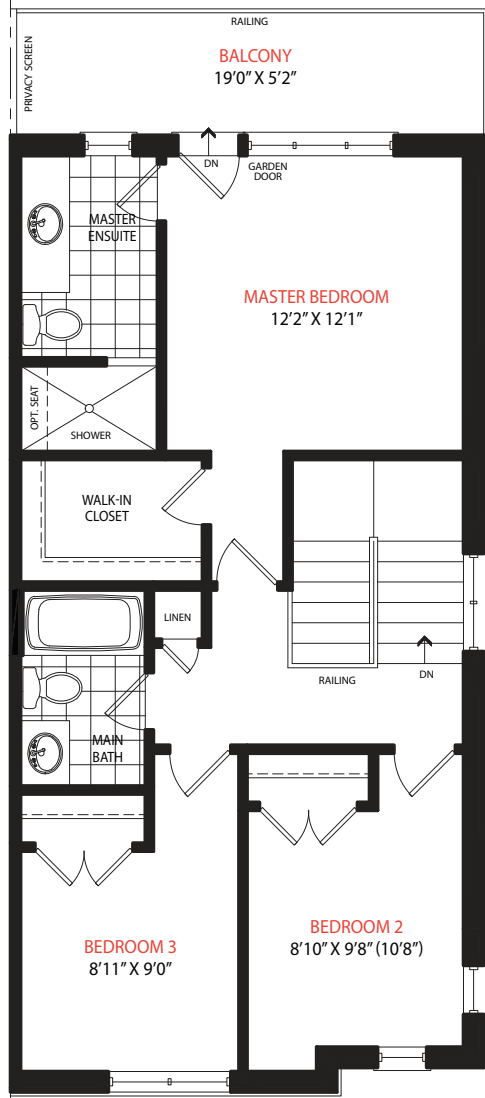 RAILING
PRIVACY SCREEN
BALCONY
19'0" X 5'2"
DN
GARDEN
DOOR
MASTER
ENSUITE
MASTER BEDROOM
12'2" X 12'1"
OPT. SEAT
SHOWER
WALK-IN
CLOSET
LINEN
RAILING
DN
MAIN
BATH
BEDROOM 2
8'10" X 9'8" (10'8")
BEDROOM 3
8'11" X 9'0"